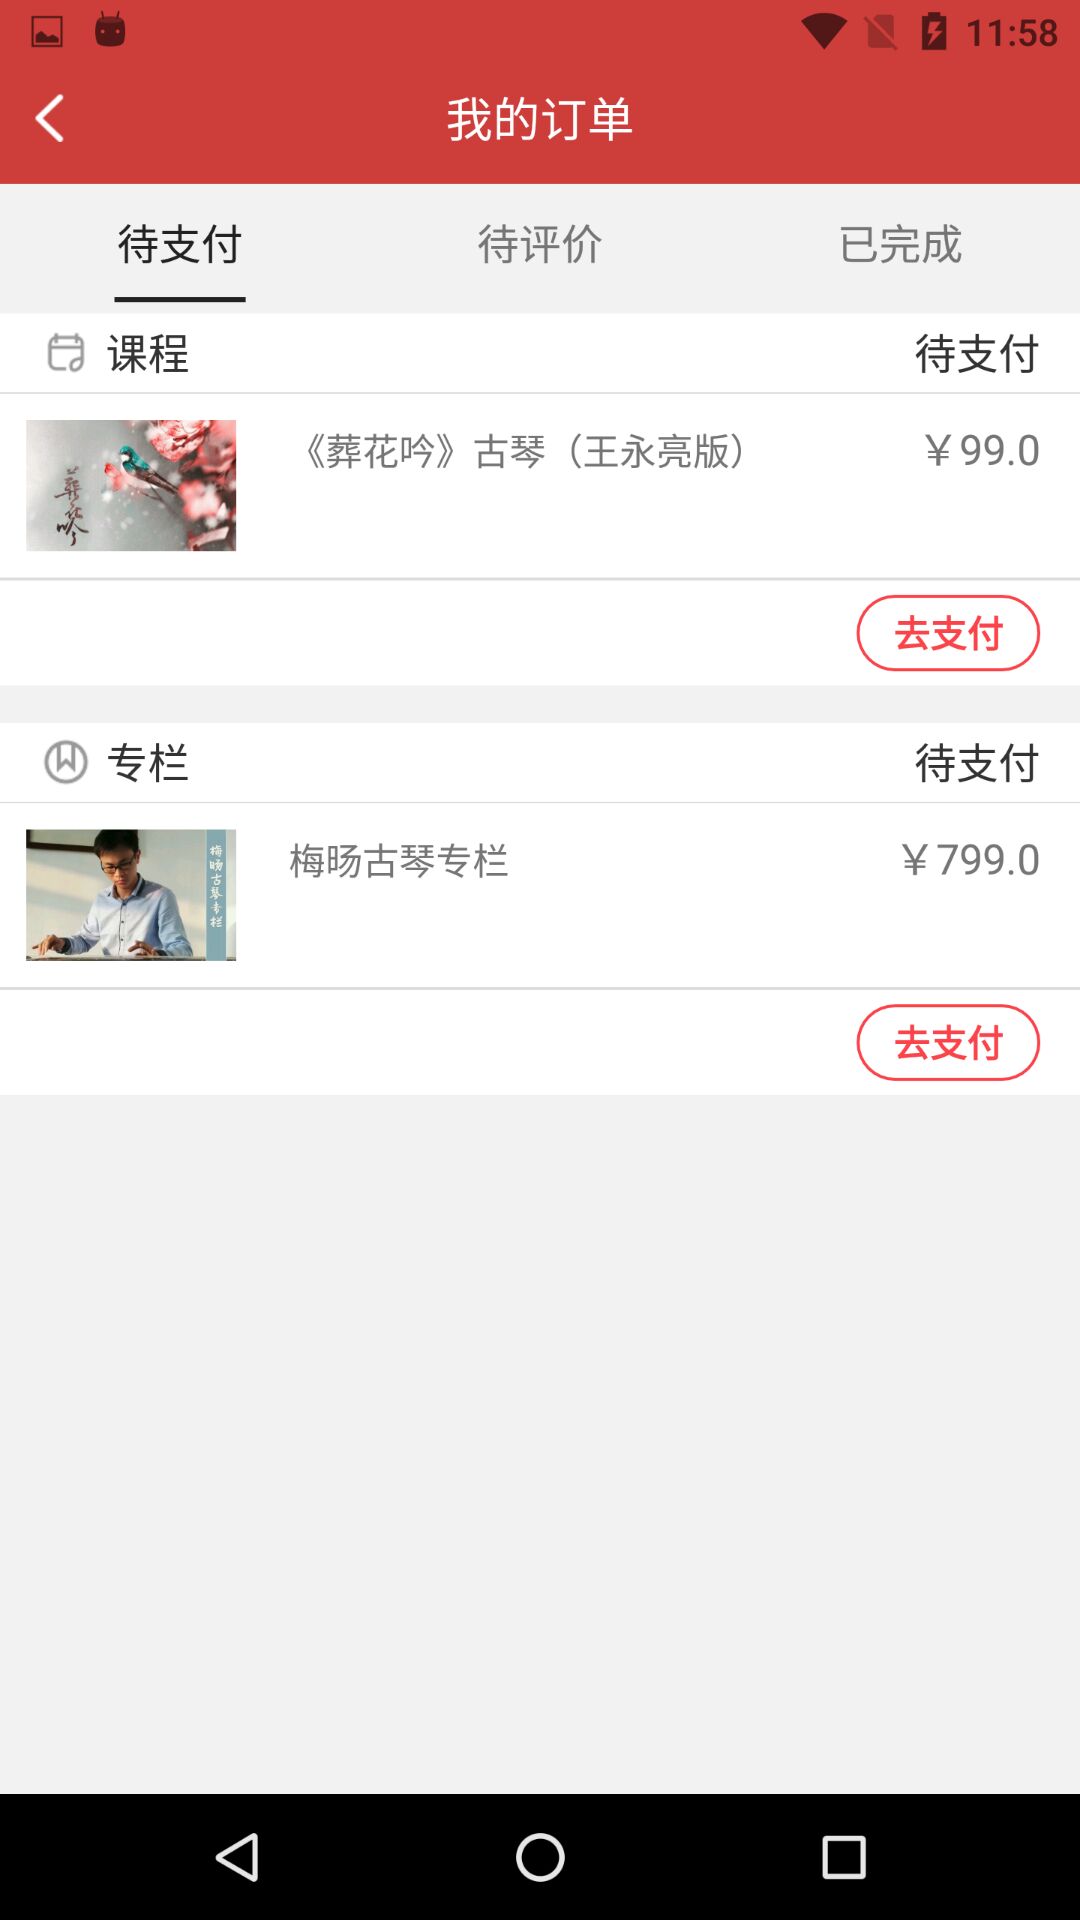 11:58
我的订单
待支付 待评价 已完成
课程 待支付
《葬花吟》古琴（王永亮版） ￥99.0
葬花吟
去支付
专栏 待支付
梅旸古琴专栏 ￥799.0
梅旸古琴专栏
去支付